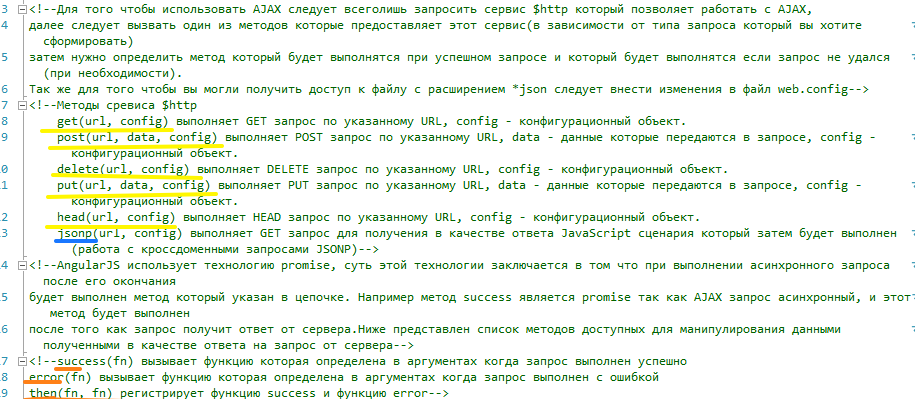 3 <!--Для того чтобы использовать AJAX следует всеголишь запросить сервис $http который позволяет работать с AJAX,
4 далее следует вызвать один из методов которые предоставляет этот сервис(в зависимости от типа запроса который вы хотите
сформировать)
5 затем нужно определить метод который будет выполнятся при успешном запросе и который будет выполнятся если запрос не удался
(при необходимости).
6 Так же для того чтобы вы могли получить доступ к файлу с расширением *json следует внести изменения в файл web.config-->
7 <!--Методы сревиса $http
8 get(url, config) выполняет GET запрос по указанному URL, config - конфигурационный объект.
9 post(url, data, config) выполняет POST запрос по указанному URL, data - данные которые передаются в запросе, config -
конфигурационный объект.
0 delete(url, config) выполняет DELETE запрос по указанному URL, config - конфигурационный объект.
1 put(url, data, config) выполняет PUT запрос по указанному URL, data - данные которые передаются в запросе, config -
конфигурационный объект.
2 head(url, config) выполняет HEAD запрос по указанному URL, config - конфигурационный объект.
3 jsonp(url, config) выполняет GET запрос для получения в качестве ответа JavaScript сценария который затем будет выполнен
(работа с кроссдоменными запросами JSONP)-->
4 <!--AngularJS использует технологию promise, суть этой технологии заключается в том что при выполнении асинхронного запроса
после его окончания
5 будет выполнен метод который указан в цепочке. Например метод success является promise так как AJAX запрос асинхронный, и этот
метод будет выполнен
6 после того как запрос получит ответ от сервера.Ниже представлен список методов доступных для манипулирования данными
полученными в качестве ответа на запрос от сервера-->
7 <!--success(fn) вызывает функцию которая определена в аргументах когда запрос выполнен успешно
8 error(fn) вызывает функцию которая определена в аргументах когда запрос выполнен с ошибкой
9 then(fn, fn) регистрирует функцию success и функцию error-->